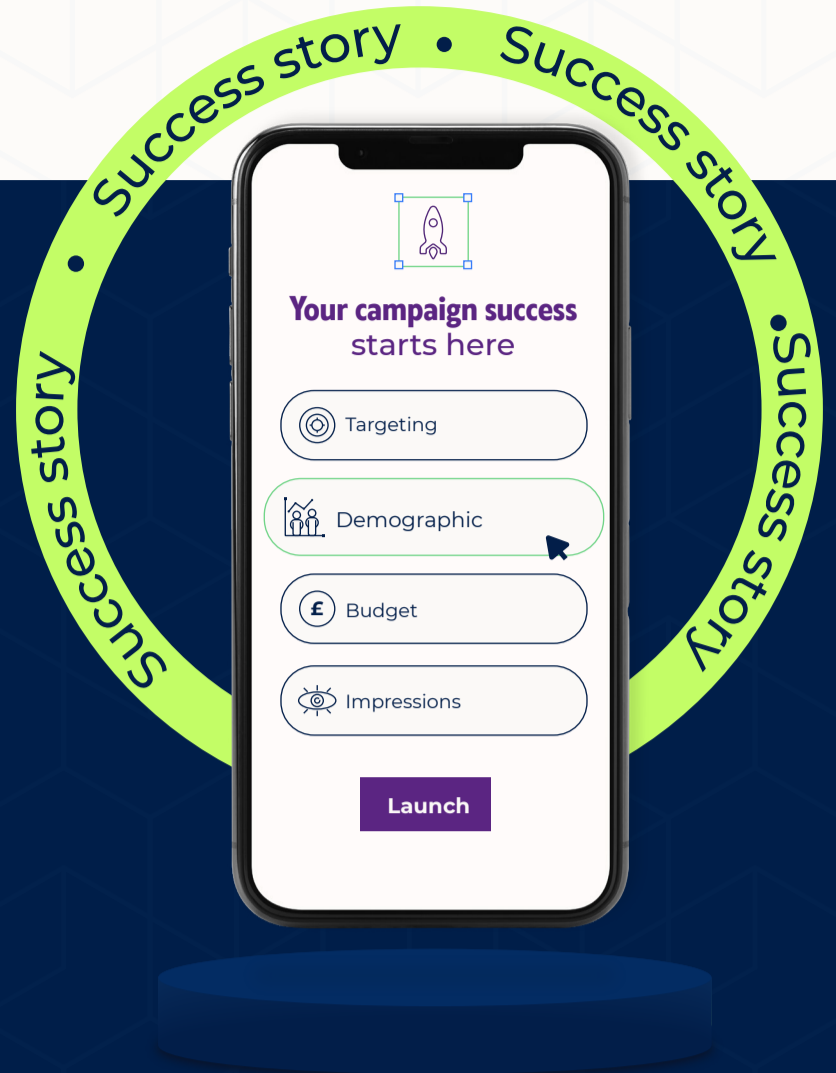 Success story • Success story • Success story • Success story •
Your campaign success
starts here
Targeting
Demographic
£ Budget
Impressions
Launch